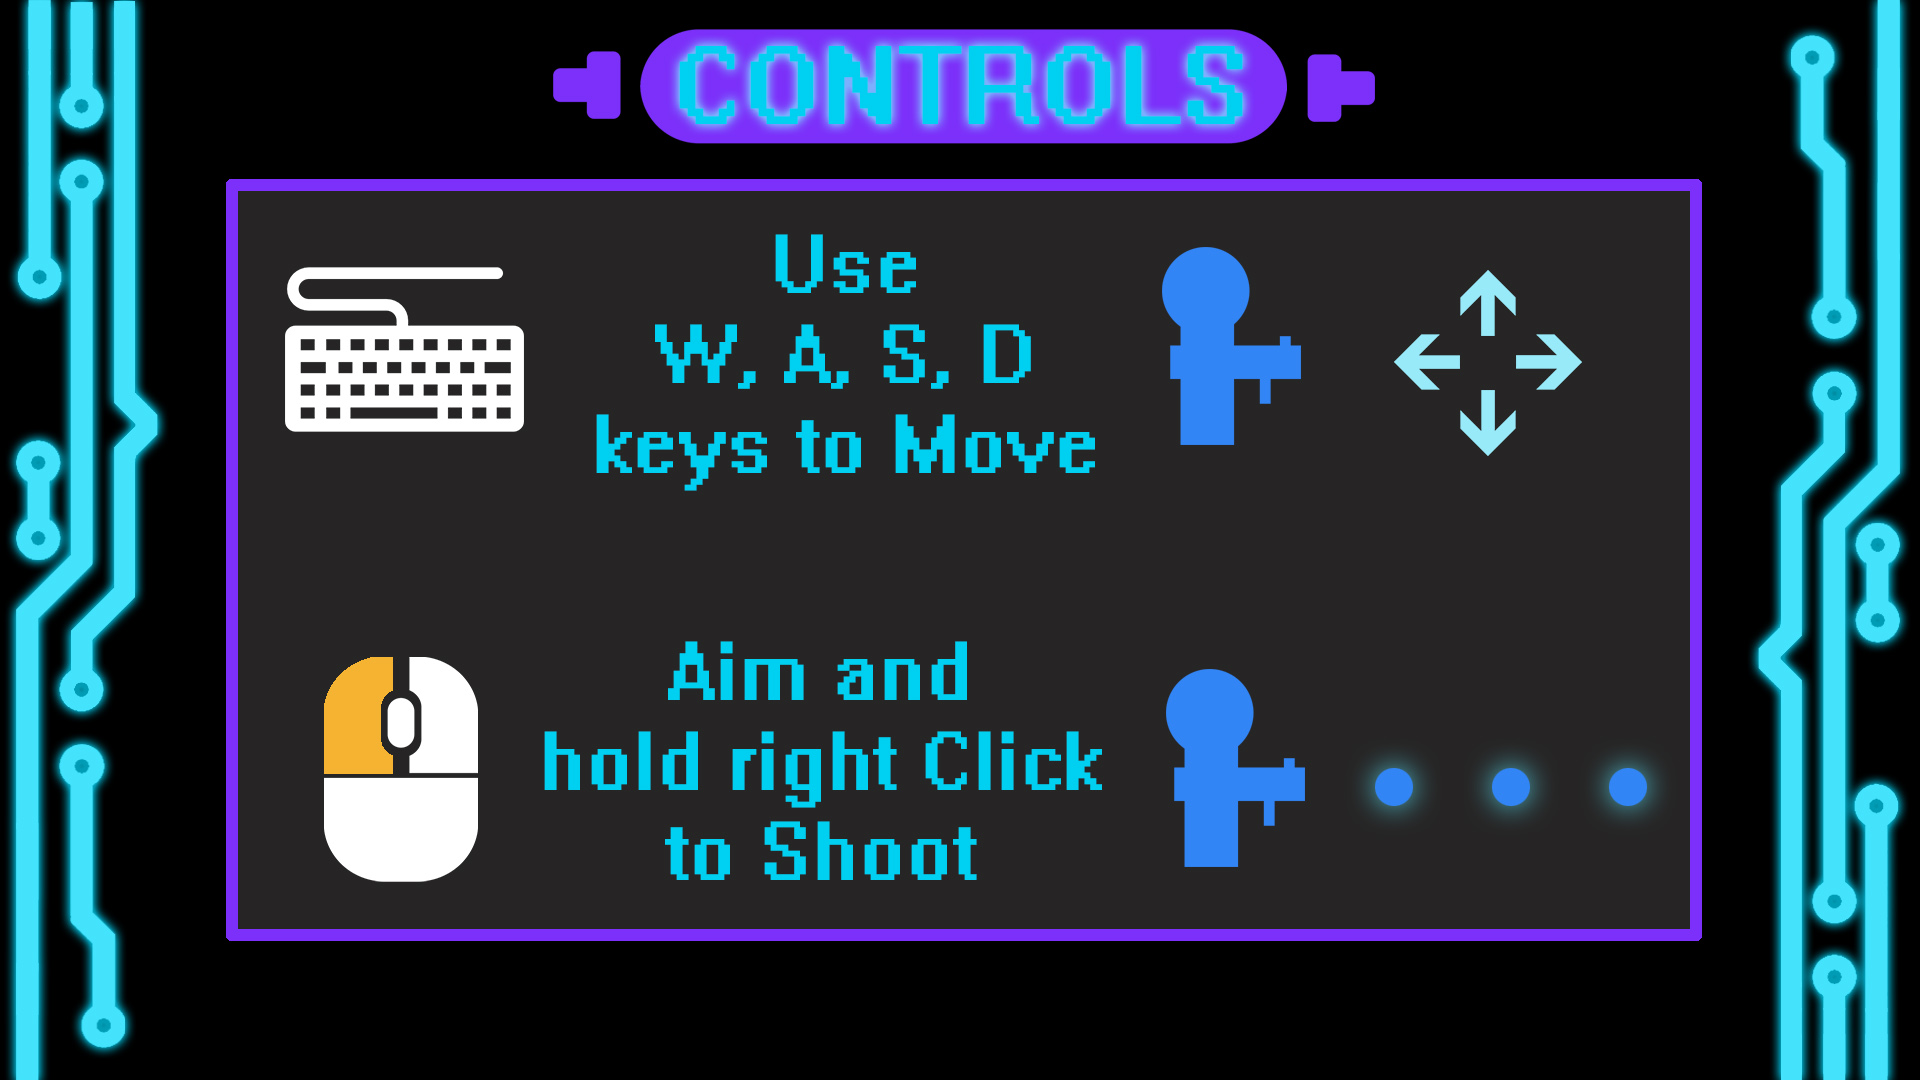 CONTROLS
Use
W, A, S, D
keys to Move
Aim and
hold right Click
to Shoot